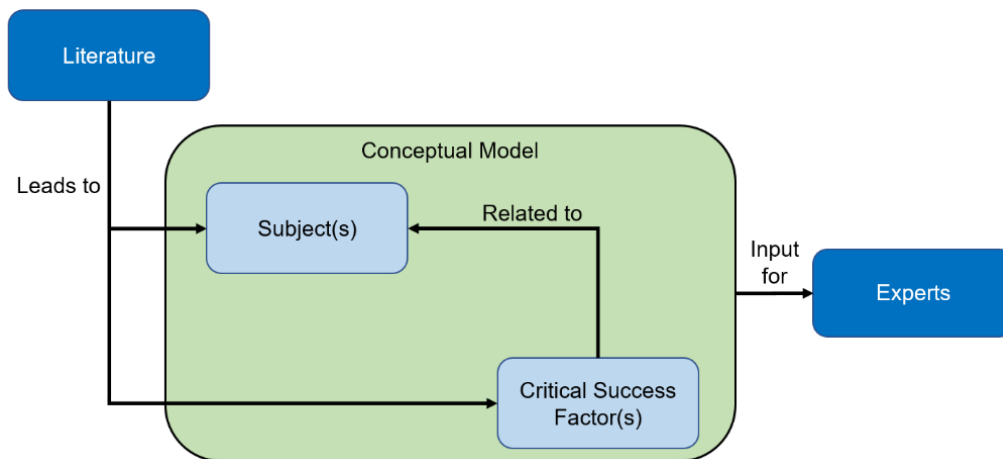 Literature
Conceptual Model
Leads to
Subject(s)
Related to
Input
for
Experts
Critical Success
Factor(s)